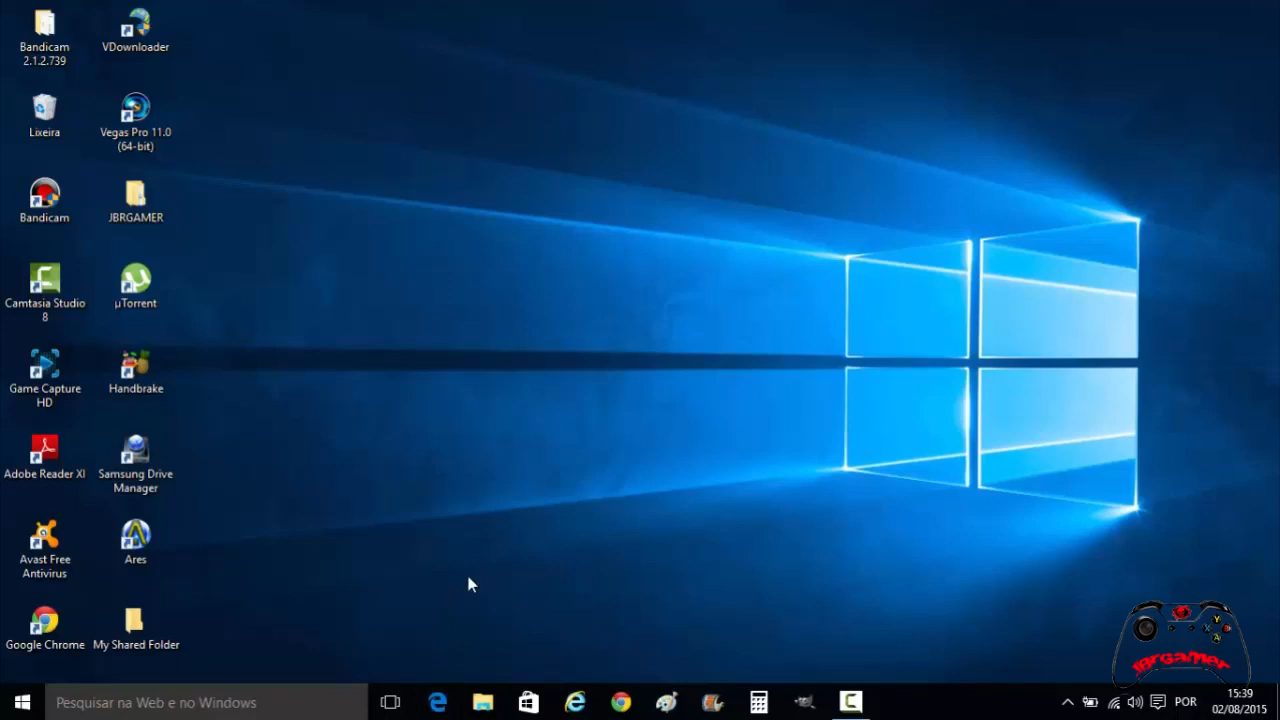 Bandicam
2.1.2.739
VDownloader
Lixeira
Vegas Pro 11.0
(64-bit)
Bandicam
JBRGAMER
Camtasia Studio
8
µTorrent
Game Capture
HD
Handbrake
Adobe Reader XI
Samsung Drive
Manager
Avast Free
Antivirus
Ares
Google Chrome
My Shared Folder
Y
X
A
jbrgamer
Pesquisar na Web e no Windows
POR
15:39
02/08/2015